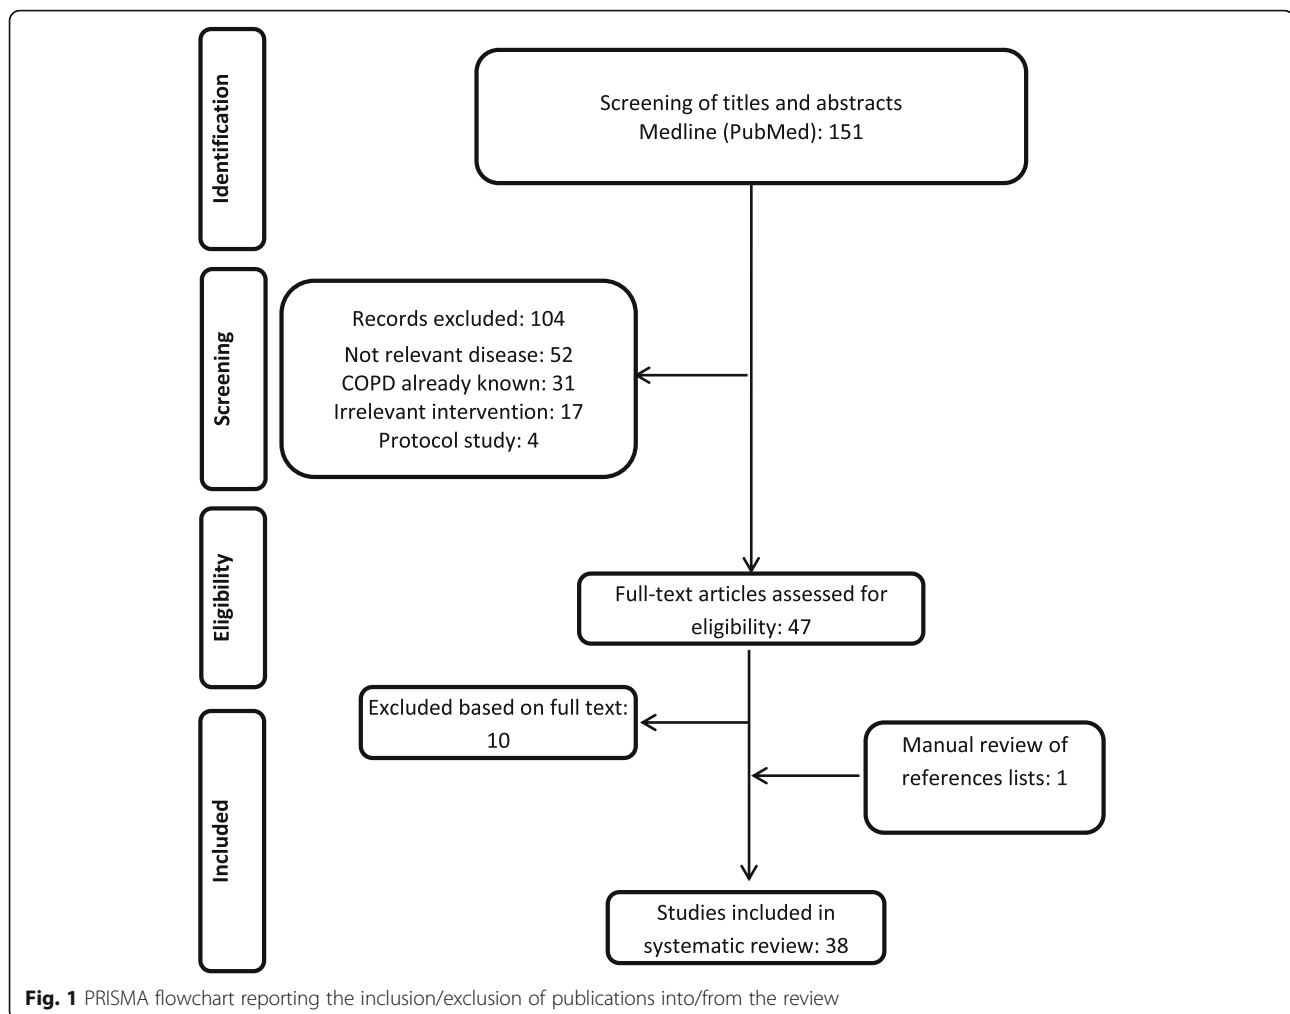 Identification
Screening of titles and abstracts
Medline (PubMed): 151
Screening
Records excluded: 104
Not relevant disease: 52
COPD already known: 31
Irrelevant intervention: 17
Protocol study: 4
Eligibility
Full-text articles assessed for
eligibility: 47
Included
Excluded based on full text:
10
Manual review of
references lists: 1
Studies included in
systematic review: 38
Fig. 1 PRISMA flowchart reporting the inclusion/exclusion of publications into/from the review